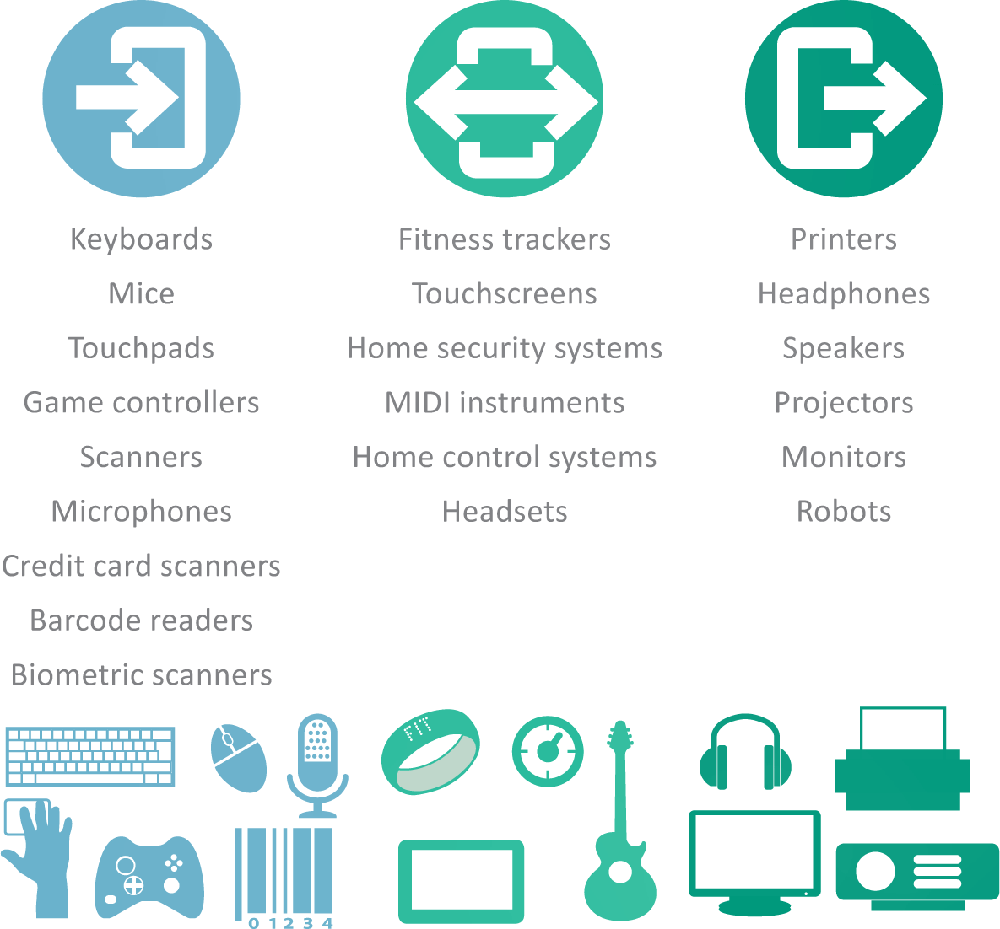 Keyboards
Mice
Touchpads
Game controllers
Scanners
Microphones
Credit card scanners
Barcode readers
Biometric scanners
Fitness trackers
Touchscreens
Home security systems
MIDI instruments
Home control systems
Headsets
Printers
Headphones
Speakers
Projectors
Monitors
Robots
FIT
0 1 2 3 4